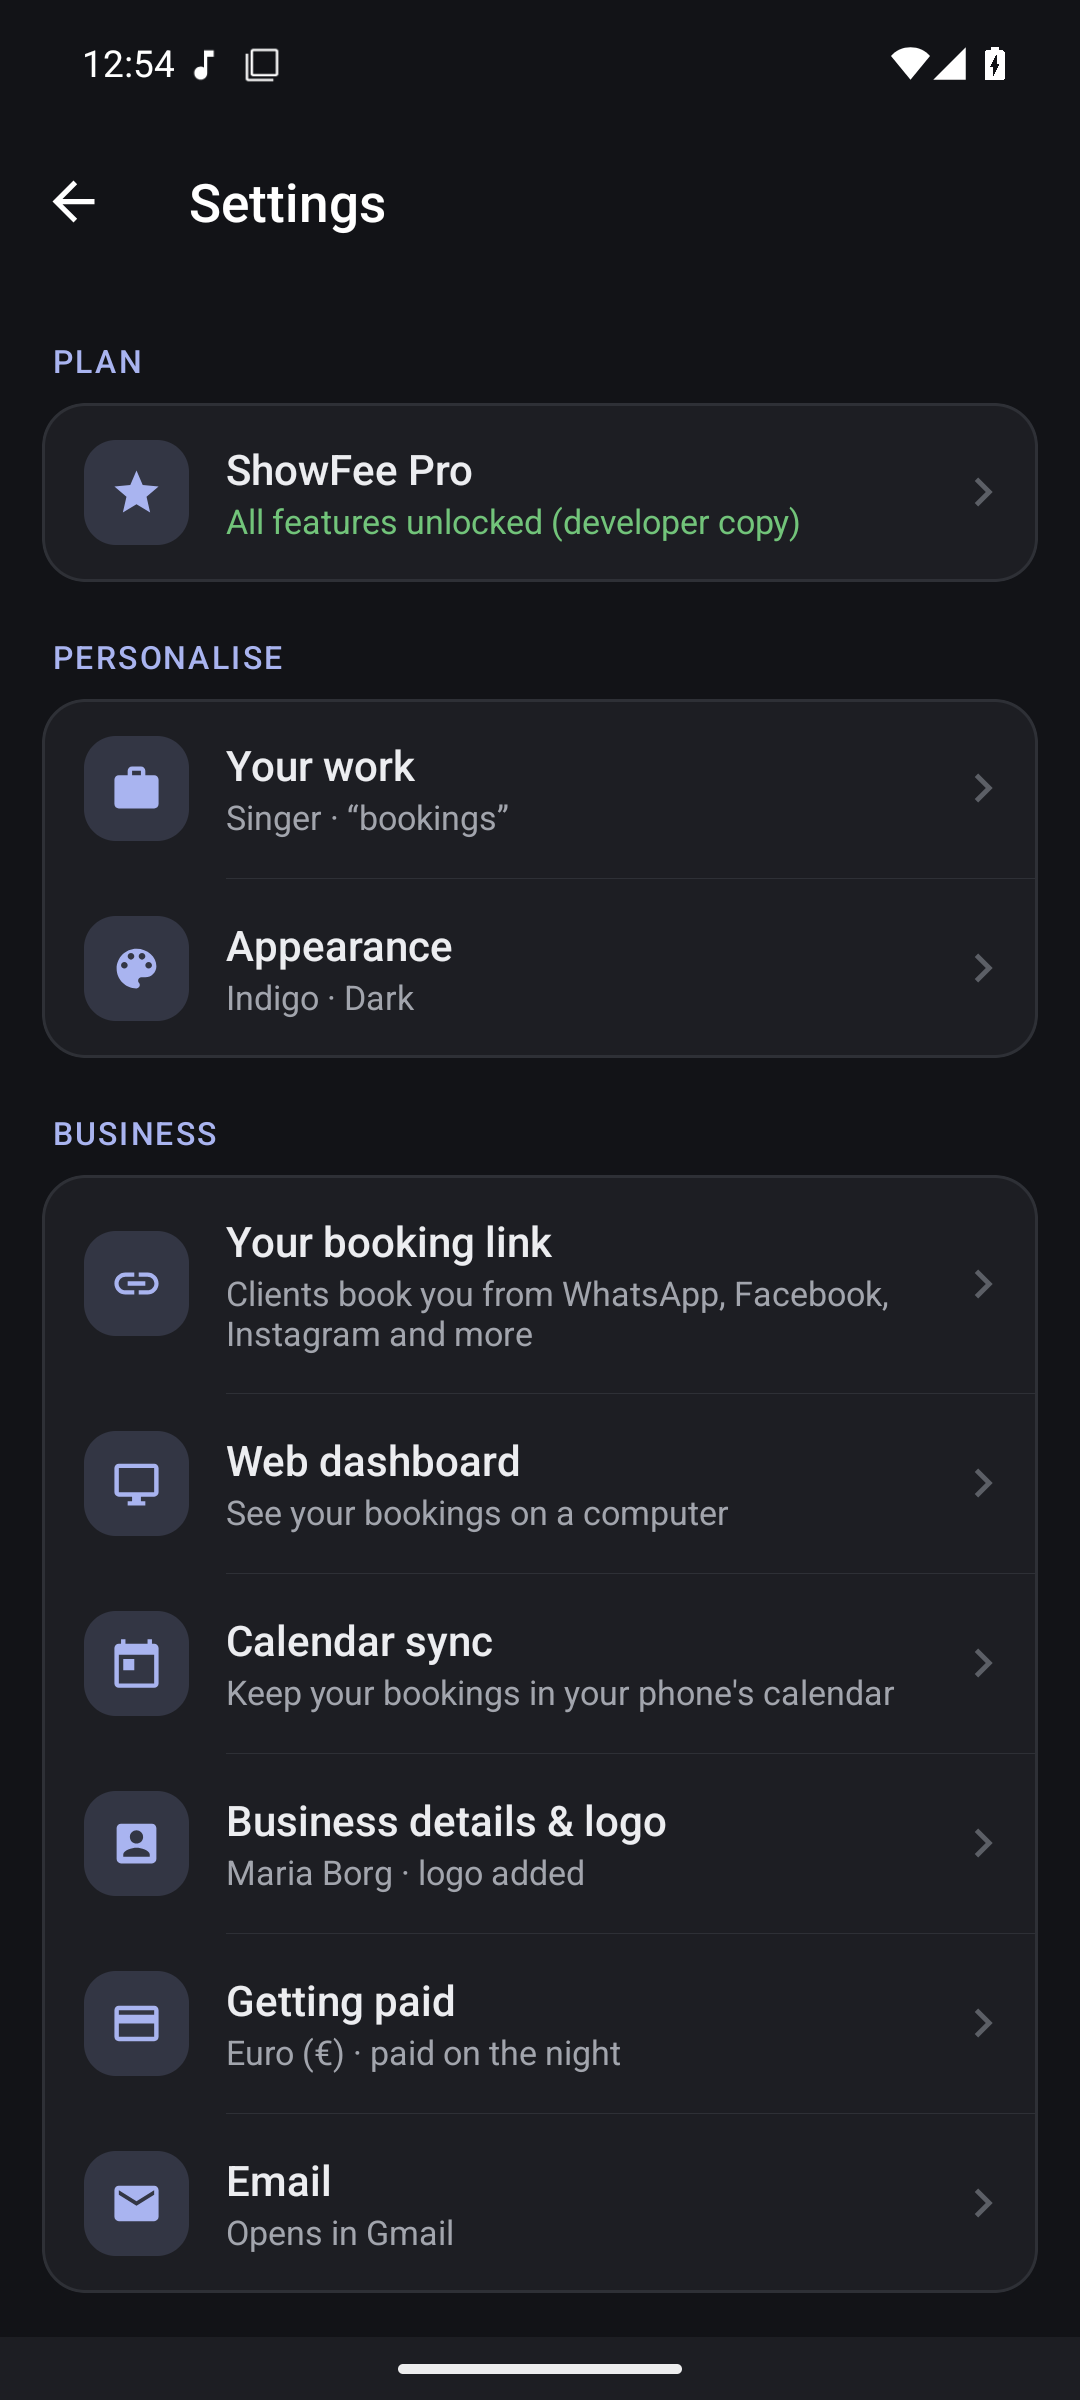 12:54
Settings
PLAN
ShowFee Pro
All features unlocked (developer copy)
PERSONALISE
Your work
Singer · “bookings”
Appearance
Indigo · Dark
BUSINESS
Your booking link
Clients book you from WhatsApp, Facebook,
Instagram and more
Web dashboard
See your bookings on a computer
Calendar sync
Keep your bookings in your phone's calendar
Business details & logo
Maria Borg · logo added
Getting paid
Euro (€) · paid on the night
Email
Opens in Gmail